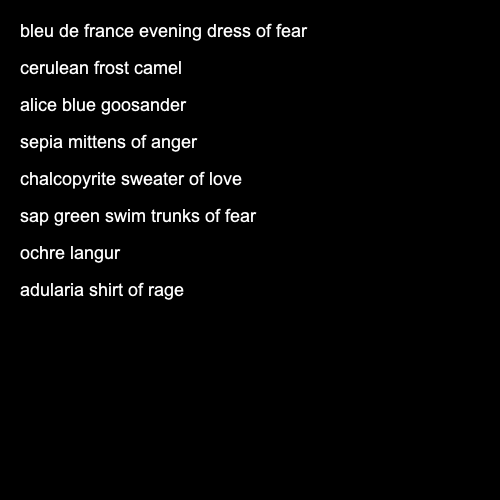 bleu de france evening dress of fear
cerulean frost camel
alice blue goosander
sepia mittens of anger
chalcopyrite sweater of love
sap green swim trunks of fear
ochre langur
adularia shirt of rage